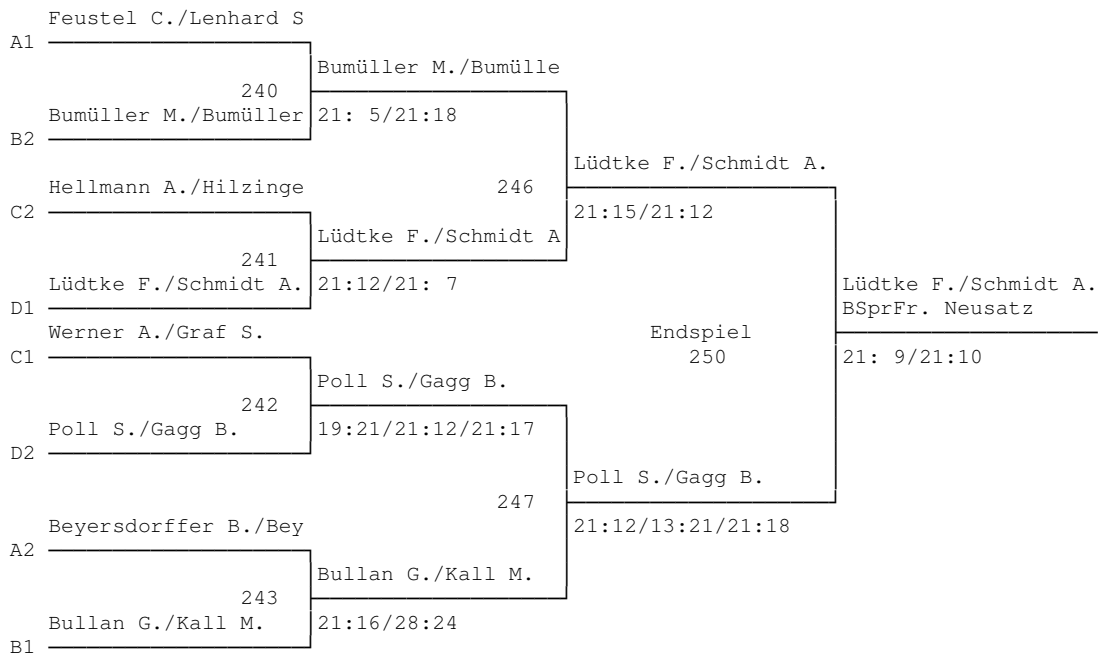 Feustel C./Lenhard S
A1
Bumüller M./Bumülle
240
Bumüller M./Bumüller 21: 5/21:18
B2
Lüdtke F./Schmidt A.
Hellmann A./Hilzinge 246
C2 21:15/21:12
Lüdtke F./Schmidt A
241
Lüdtke F./Schmidt A. 21:12/21: 7 Lüdtke F./Schmidt A.
D1 BSprFr. Neusatz
Werner A./Graf S. Endspiel
C1 250 21: 9/21:10
Poll S./Gagg B.
242
Poll S./Gagg B. 19:21/21:12/21:17
D2
Poll S./Gagg B.
247
Beyersdorffer B./Bey 21:12/13:21/21:18
A2
Bullan G./Kall M.
243
Bullan G./Kall M. 21:16/28:24
B1